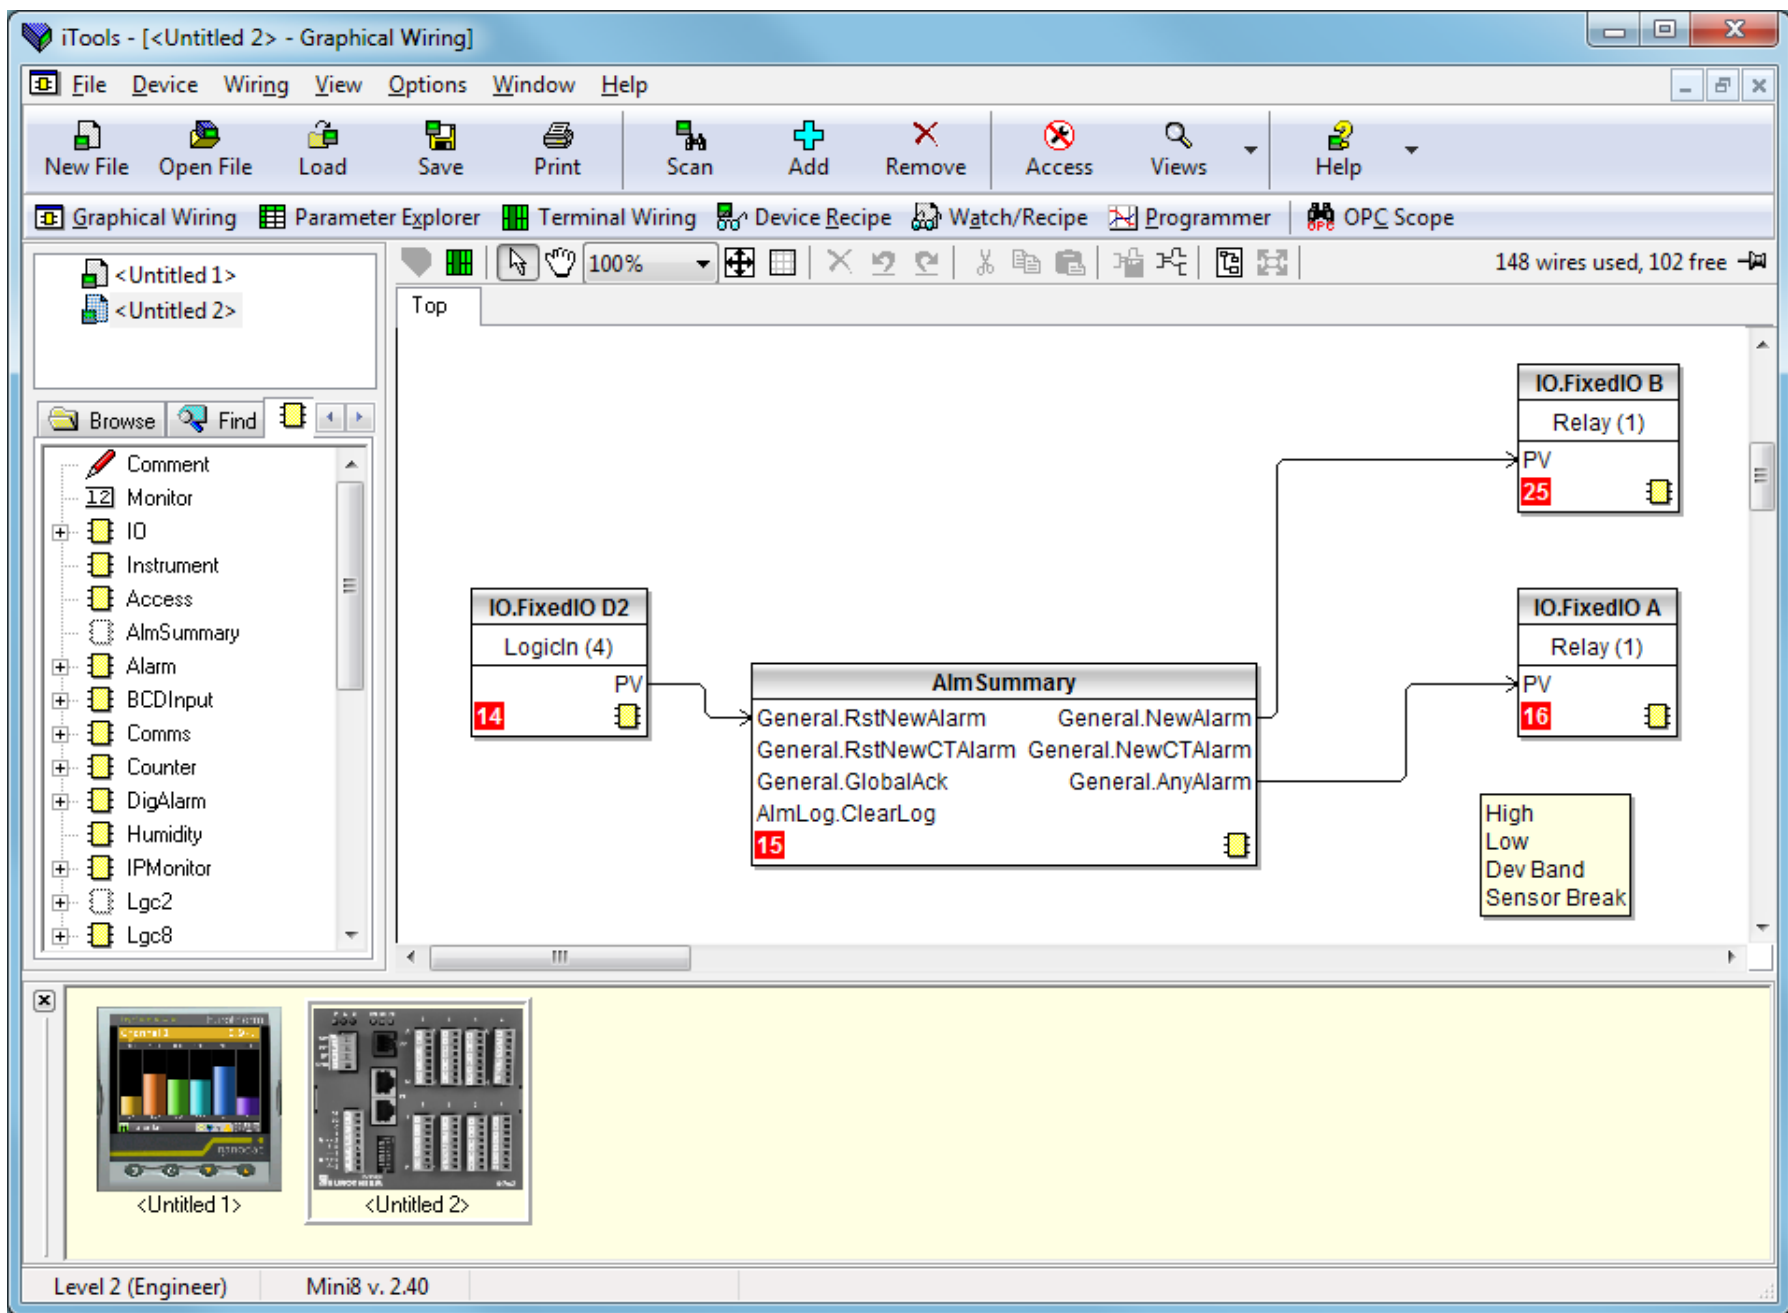 iTools - [<Untitled 2> - Graphical Wiring]
File Device Wiring View Options Window Help
New File Open File Load Save Print Scan Add Remove Access Views Help
Graphical Wiring Parameter Explorer Terminal Wiring Device Recipe Watch/Recipe Programmer OPC Scope
<Untitled 1>
<Untitled 2>
100%
148 wires used, 102 free
Top
Browse Find
Comment
12 Monitor
IO
Instrument
Access
AlmSummary
Alarm
BCDInput
Comms
Counter
DigAlarm
Humidity
IPMonitor
Lgc2
Lgc8
IO.FixedIO B
Relay (1)
PV
25
IO.FixedIO D2
LogicIn (4)
PV
14
AlmSummary
General.RstNewAlarm General.NewAlarm
General.RstNewCTAlarm General.NewCTAlarm
General.GlobalAck General.AnyAlarm
AlmLog.ClearLog
15
IO.FixedIO A
Relay (1)
PV
16
High
Low
Dev Band
Sensor Break
<Untitled 1>
<Untitled 2>
Level 2 (Engineer) Mini8 v. 2.40